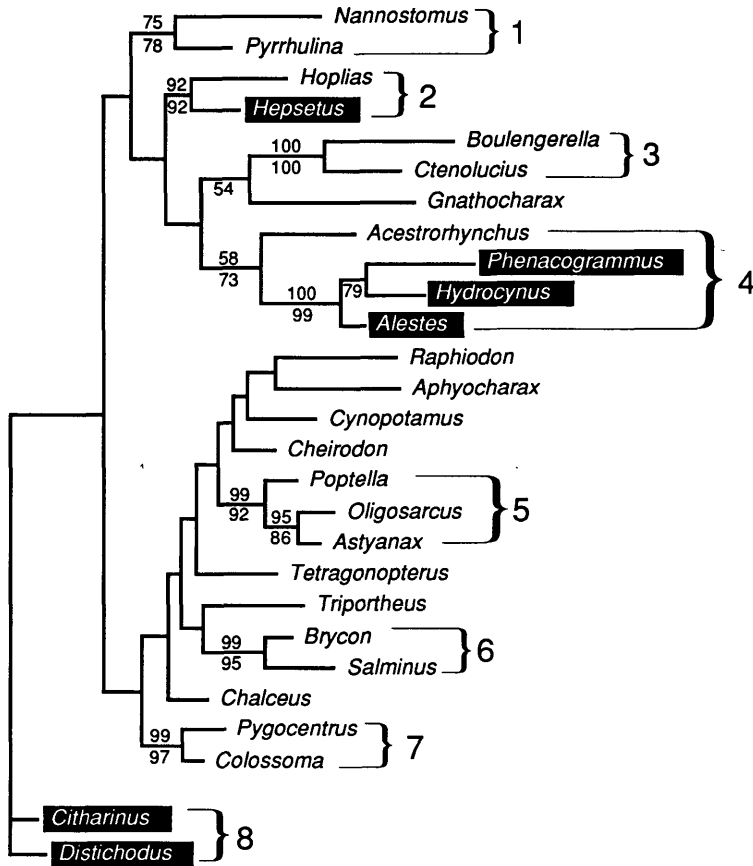 Nannostomus
75
78
Pyrrhulina
1
Hoplias
92
92
Hepsetus
2
Boulengerella
100
100
Ctenolucius
3
54
Gnathocharax
Acestrorhynchus
58
73
Phenacogrammus
79
100
99
Hydrocynus
4
Alestes
Raphiodon
Aphyocharax
Cynopotamus
Cheirodon
Poptella
99
92
95
86
Oligosarcus
5
Astyanax
Tetragonopterus
Triportheus
Brycon
99
95
6
Salminus
Chalceus
Pygocentrus
99
97
7
Colossoma
Citharinus
8
Distichodus